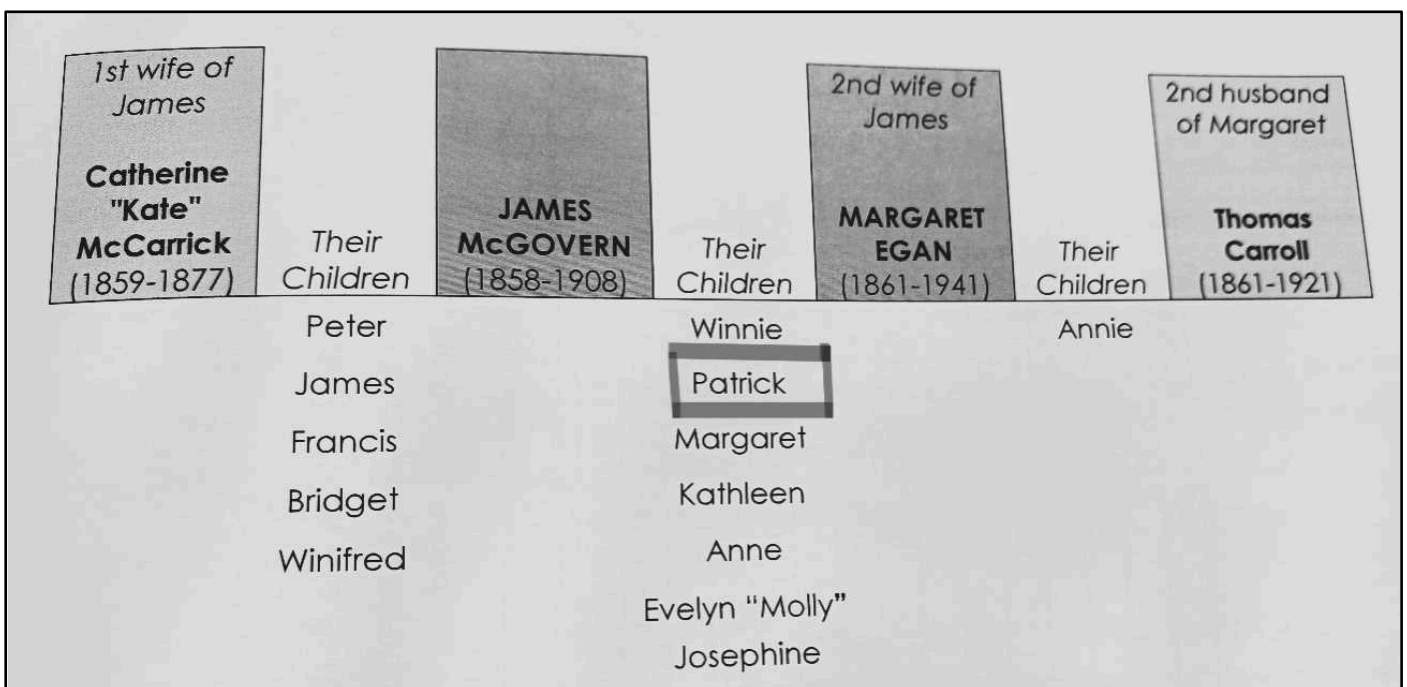 1st wife of
James
Catherine
"Kate"
McCarrick
(1859-1877)
Their
Children
Peter
James
Francis
Bridget
Winifred
JAMES
McGOVERN
(1858-1908)
Their
Children
Winnie
Patrick
Margaret
Kathleen
Anne
Evelyn “Molly”
Josephine
2nd wife of
James
MARGARET
EGAN
(1861-1941)
Their
Children
Annie
2nd husband
of Margaret
Thomas
Carroll
(1861-1921)